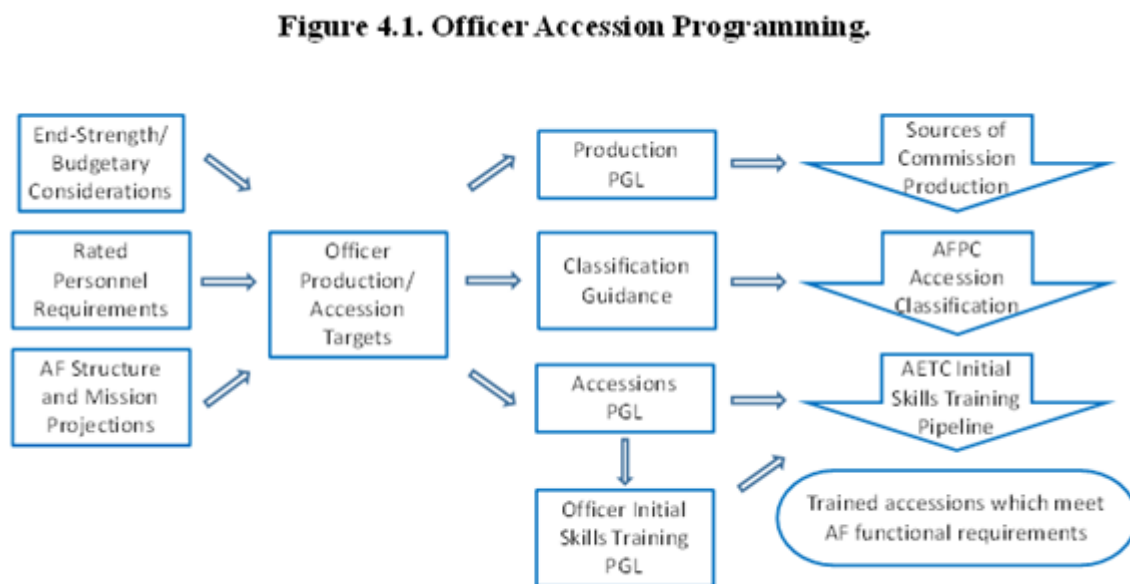 Figure 4.1. Officer Accession Programming.
End-Strength/
Budgetary
Considerations
Rated
Personnel
Requirements
AF Structure
and Mission
Projections
Officer
Production/
Accession
Targets
Production
PGL
Classification
Guidance
Accessions
PGL
Officer Initial
Skills Training
PGL
Sources of
Commission
Production
AFPC
Accession
Classification
AETC Initial
Skills Training
Pipeline
Trained accessions which meet
AF functional requirements